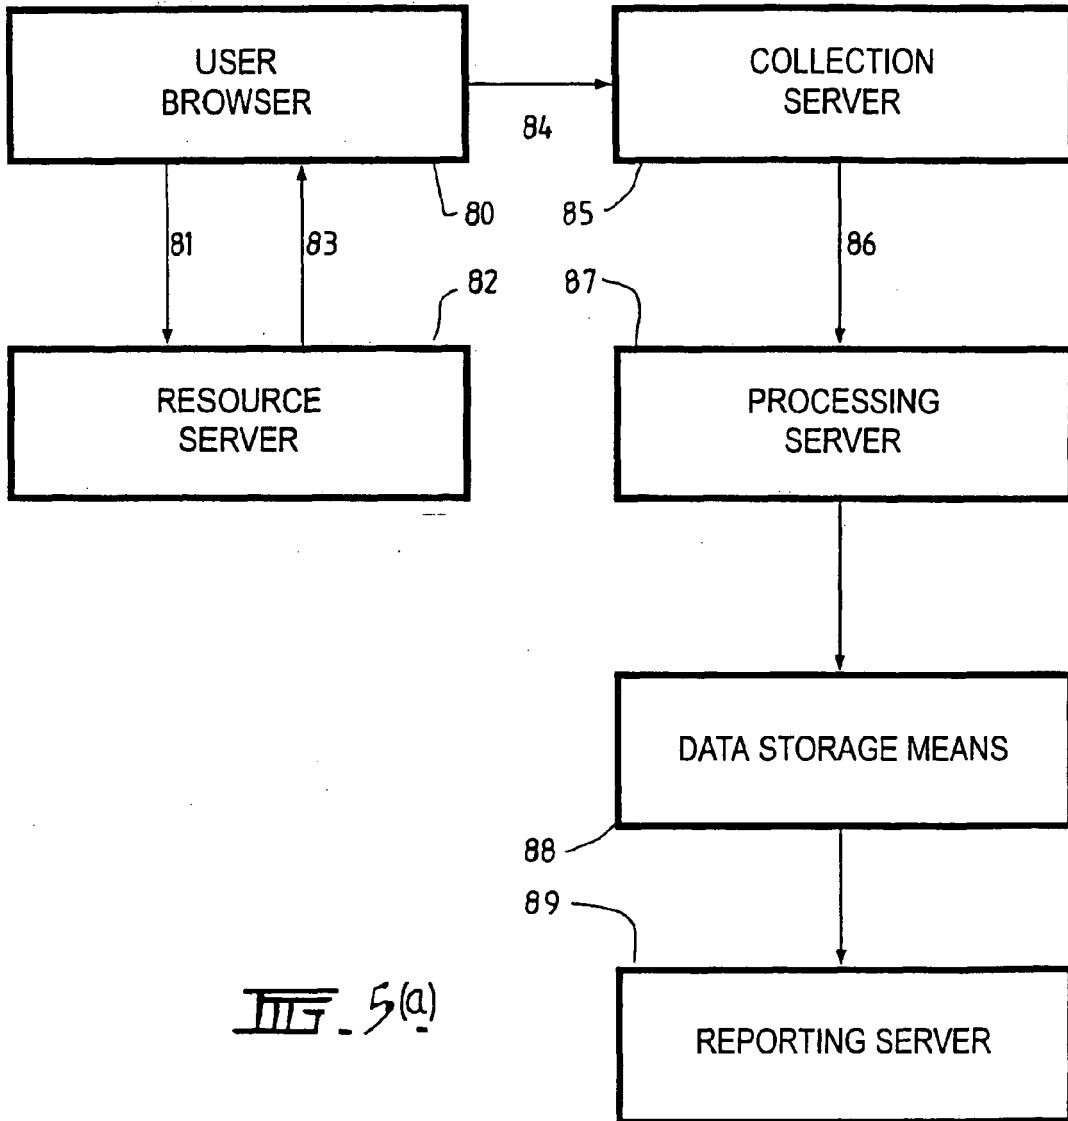 USER
BROWSER
COLLECTION
SERVER
84
80
85
81
83
86
82
87
RESOURCE
SERVER
PROCESSING
SERVER
DATA STORAGE MEANS
88
89
FIG. 5(a)
REPORTING SERVER